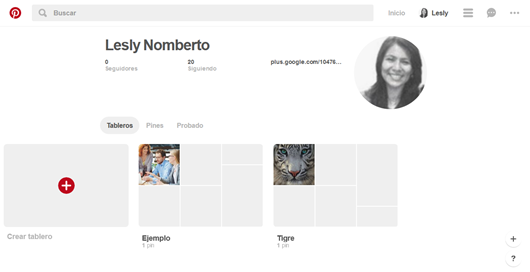 Buscar
Inicio
Lesly
Lesly Nomberto
0
Seguidores
20
Siguiendo
plus.google.com/10476...
Tableros
Pines
Probado
Crear tablero
Ejemplo
1 pin
Tigre
1 pin
+
?